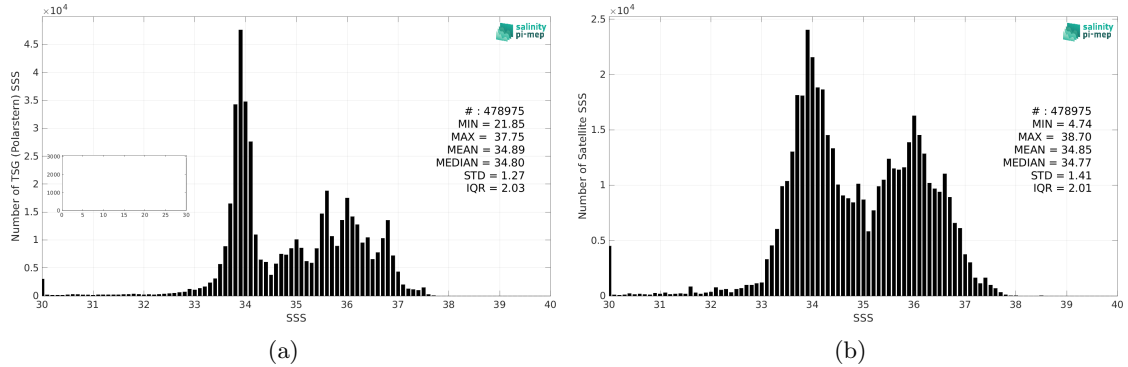 ×10⁴
salinity
pi-mep
4.5
4
3.5
3
2.5
2
1.5
1
0.5
0
Number of TSG (Polarstern) SSS
# : 478975
MIN = 21.85
MAX = 37.75
MEAN = 34.89
MEDIAN = 34.80
STD = 1.27
IQR = 2.03
3000
2000
1000
0
0 5 10 15 20 25 30
30 31 32 33 34 35 36 37 38 39 40
SSS
(a)
×10⁴
salinity
pi-mep
2.5
2
1.5
1
0.5
0
Number of Satellite SSS
# : 478975
MIN = 4.74
MAX = 38.70
MEAN = 34.85
MEDIAN = 34.77
STD = 1.41
IQR = 2.01
30 31 32 33 34 35 36 37 38 39 40
SSS
(b)